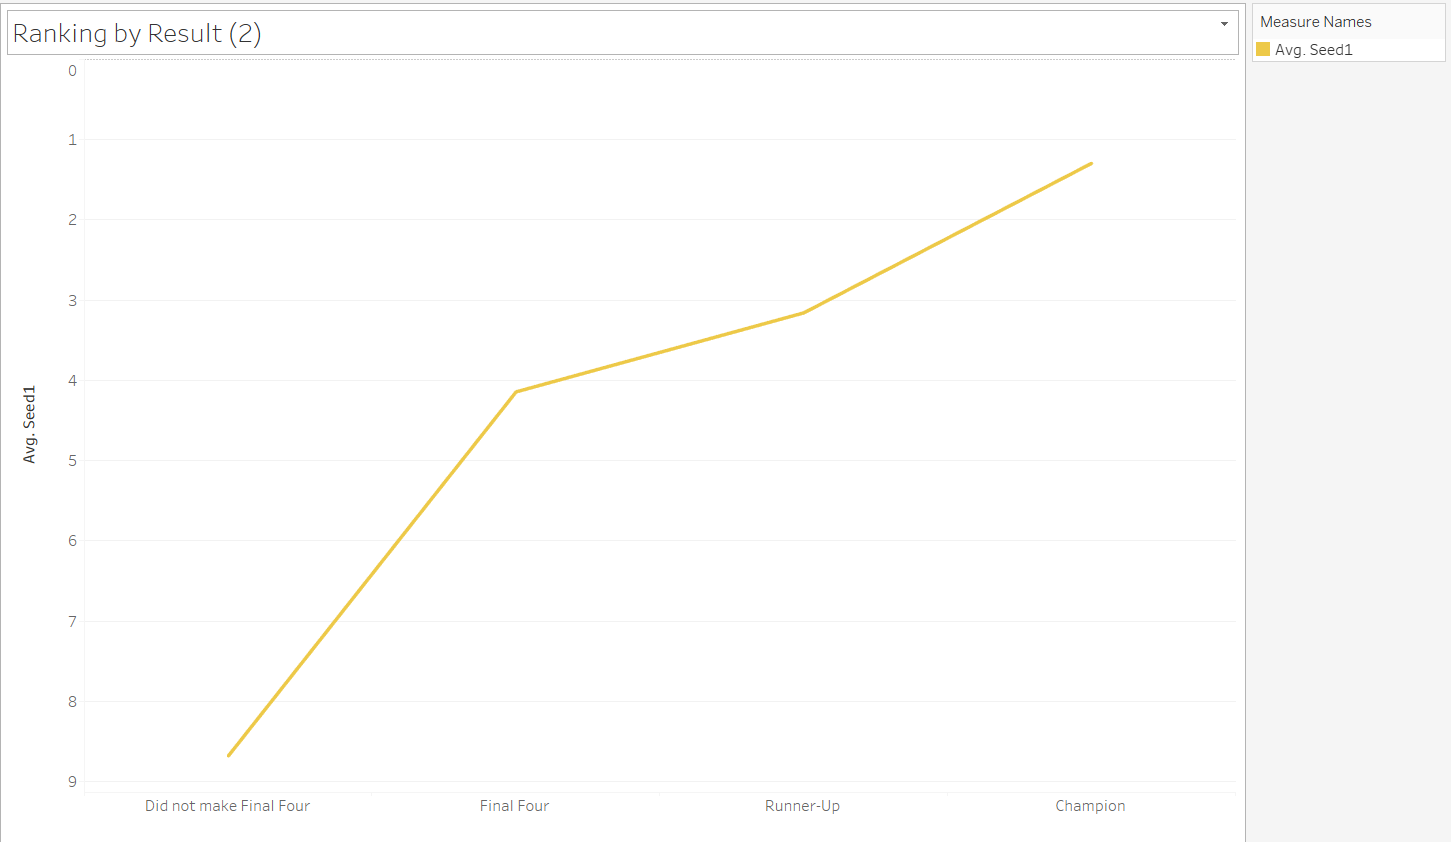 Ranking by Result (2)
Measure Names
Avg. Seed1
0
1
2
3
4
5
6
7
8
9
Avg. Seed1
Did not make Final Four
Final Four
Runner-Up
Champion